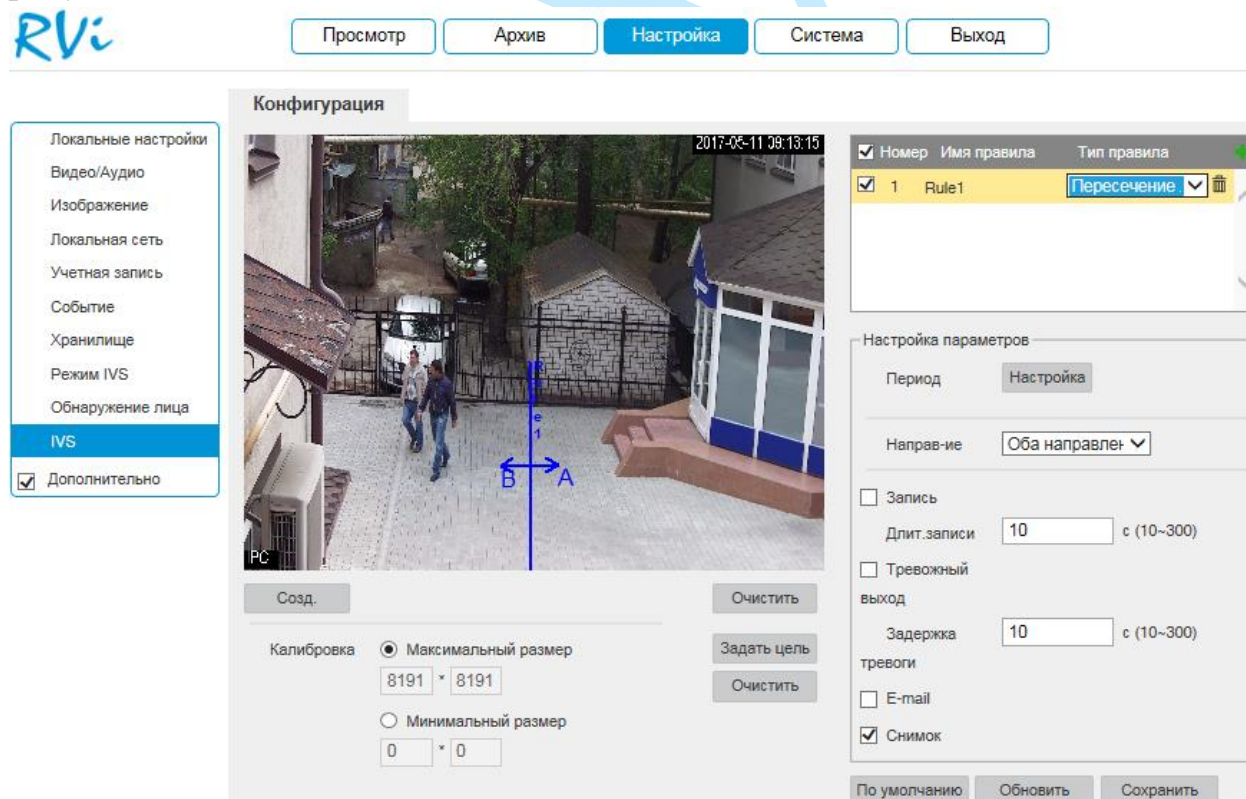 RVi
Просмотр
Архив
Настройка
Система
Выход
Конфигурация
Локальные настройки
Видео/Аудио
Изображение
Локальная сеть
Учетная запись
Событие
Хранилище
Режим IVS
Обнаружение лица
IVS
Дополнительно
2017-05-11 09:13:15
Rule1
B A
PC
Созд.
Очистить
Калибровка
Максимальный размер
8191 * 8191
Минимальный размер
0 * 0
Задать цель
Очистить
Номер Имя правила Тип правила
1 Rule1 Пересечение .
Настройка параметров
Период Настройка
Направ-ие Оба направлен
Запись
Длит.записи 10 с (10~300)
Тревожный
выход
Задержка 10 с (10~300)
тревоги
E-mail
Снимок
По умолчанию
Обновить
Сохранить